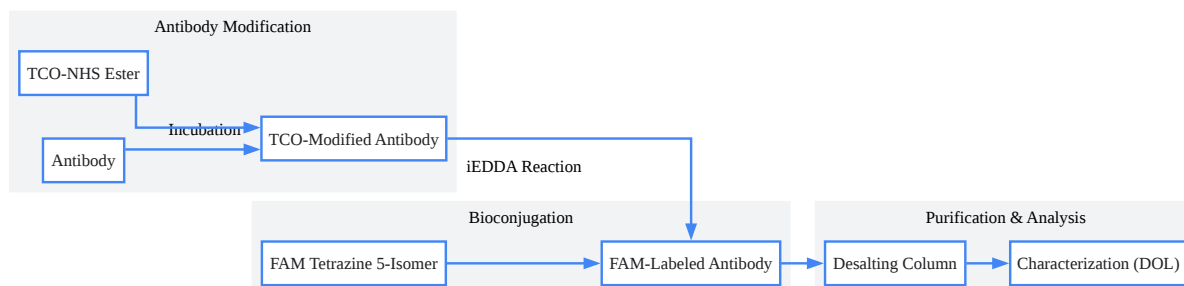 Antibody Modification
TCO-NHS Ester
Incubation
TCO-Modified Antibody
Antibody
iEDDA Reaction
Bioconjugation
Purification & Analysis
FAM Tetrazine 5-Isomer
FAM-Labeled Antibody
Desalting Column
Characterization (DOL)